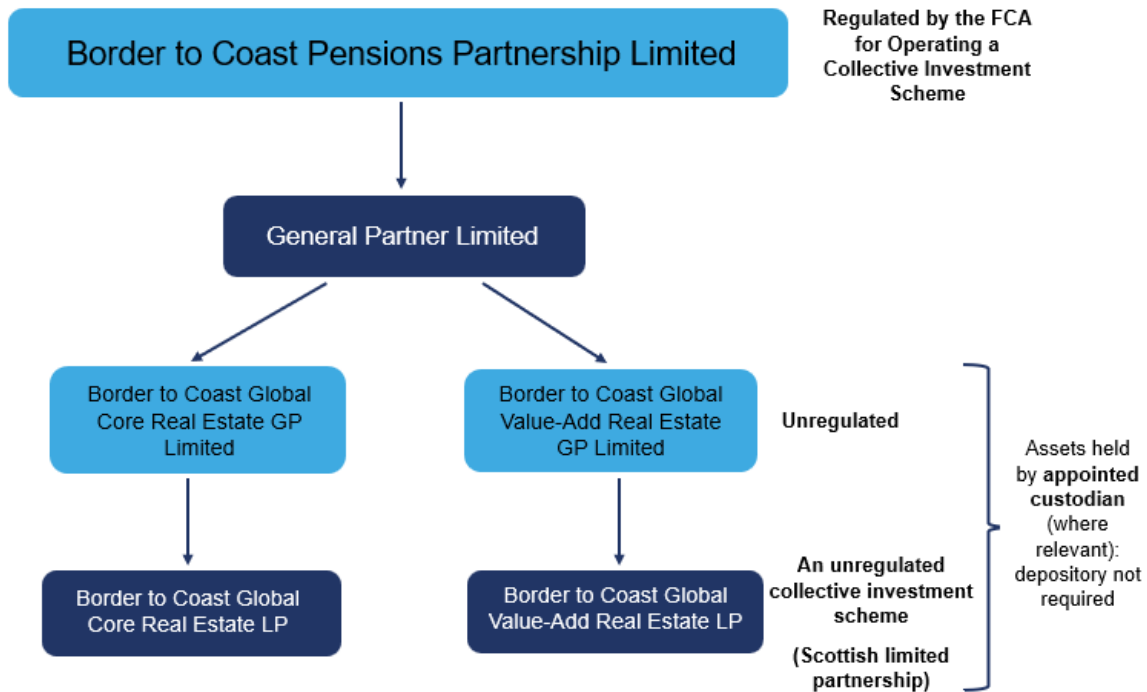 Border to Coast Pensions Partnership Limited
Regulated by the FCA
for Operating a
Collective Investment
Scheme
General Partner Limited
Border to Coast Global
Core Real Estate GP
Limited
Border to Coast Global
Value-Add Real Estate
GP Limited
Unregulated
Assets held
by appointed
custodian
(where
relevant):
depository not
required
Border to Coast Global
Core Real Estate LP
Border to Coast Global
Value-Add Real Estate LP
An unregulated
collective investment
scheme
(Scottish limited
partnership)